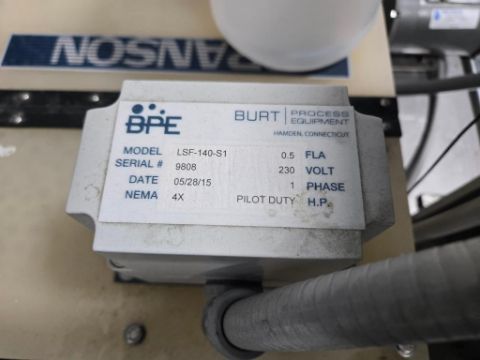 RANSON
BPE
BURT PROCESS EQUIPMENT
HAMDEN, CONNECTICUT
MODEL LSF-140-S1 0.5 FLA
SERIAL # 9808 230 VOLT
DATE 05/28/15 1 PHASE
NEMA 4X PILOT DUTY H.P.